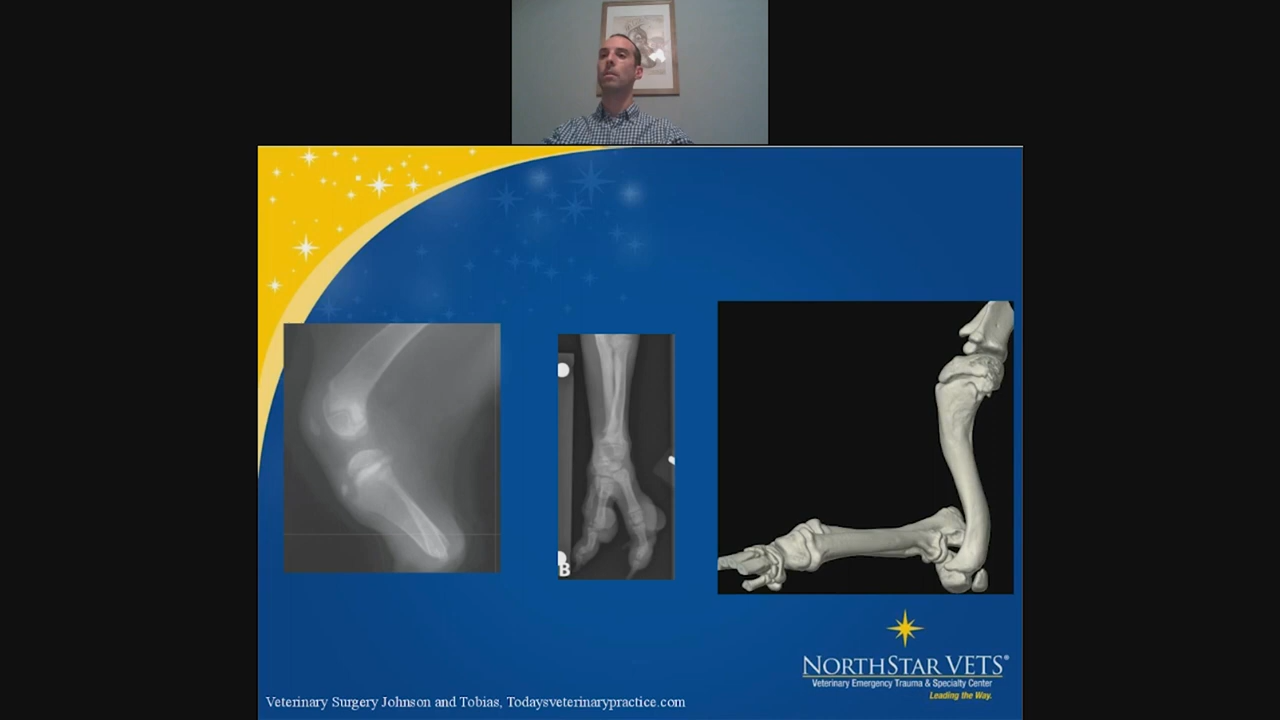 B
NORTHSTAR VETS®
Veterinary Emergency Trauma & Specialty Center
Leading the Way.
Veterinary Surgery Johnson and Tobias, Todaysveterinarypractice.com